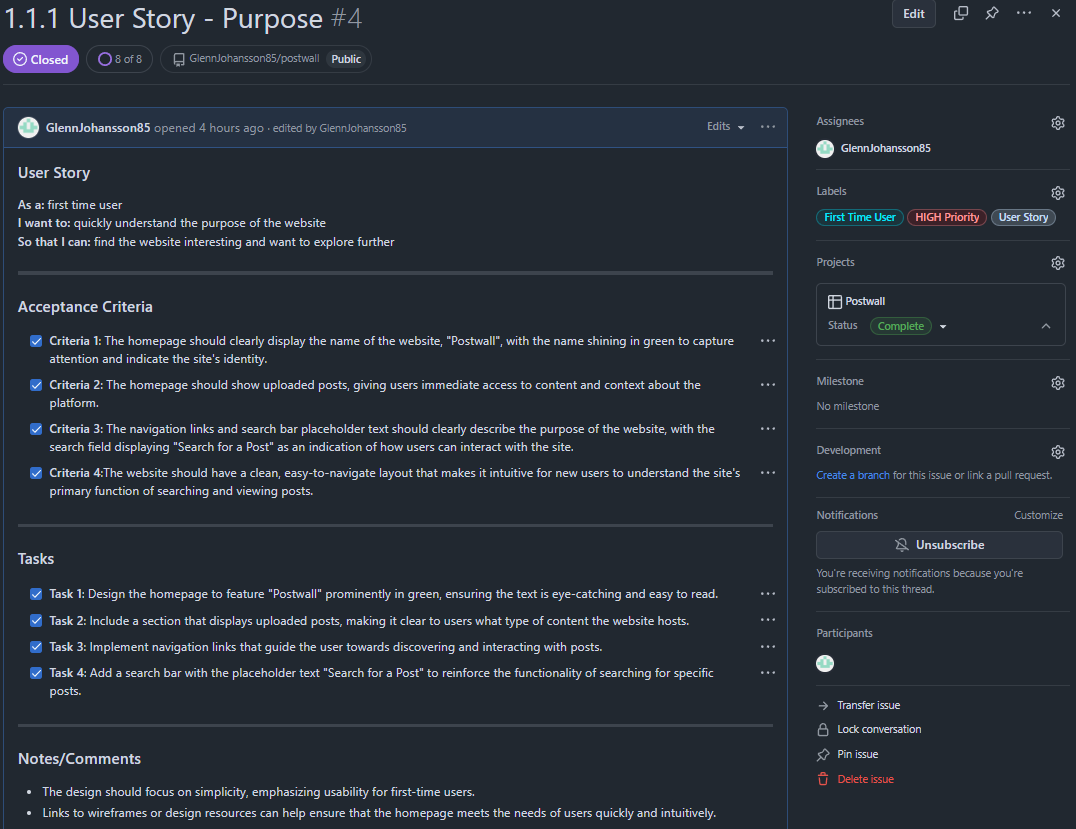 1.1.1 User Story - Purpose #4
Edit
Closed
8 of 8
GlennJohansson85/postwall
Public
GlennJohansson85 opened 4 hours ago · edited by GlennJohansson85
Edits
User Story
As a: first time user
I want to: quickly understand the purpose of the website
So that I can: find the website interesting and want to explore further
Acceptance Criteria
Criteria 1: The homepage should clearly display the name of the website, "Postwall", with the name shining in green to capture
attention and indicate the site's identity.
Criteria 2: The homepage should show uploaded posts, giving users immediate access to content and context about the
platform.
Criteria 3: The navigation links and search bar placeholder text should clearly describe the purpose of the website, with the
search field displaying "Search for a Post" as an indication of how users can interact with the site.
Criteria 4:The website should have a clean, easy-to-navigate layout that makes it intuitive for new users to understand the site's
primary function of searching and viewing posts.
Tasks
Task 1: Design the homepage to feature "Postwall" prominently in green, ensuring the text is eye-catching and easy to read.
Task 2: Include a section that displays uploaded posts, making it clear to users what type of content the website hosts.
Task 3: Implement navigation links that guide the user towards discovering and interacting with posts.
Task 4: Add a search bar with the placeholder text "Search for a Post" to reinforce the functionality of searching for specific
posts.
Notes/Comments
• The design should focus on simplicity, emphasizing usability for first-time users.
• Links to wireframes or design resources can help ensure that the homepage meets the needs of users quickly and intuitively.
Assignees
GlennJohansson85
Labels
First Time User
HIGH Priority
User Story
Projects
Postwall
Status
Complete
Milestone
No milestone
Development
Create a branch for this issue or link a pull request.
Notifications
Customize
Unsubscribe
You're receiving notifications because you're
subscribed to this thread.
Participants
Transfer issue
Lock conversation
Pin issue
Delete issue